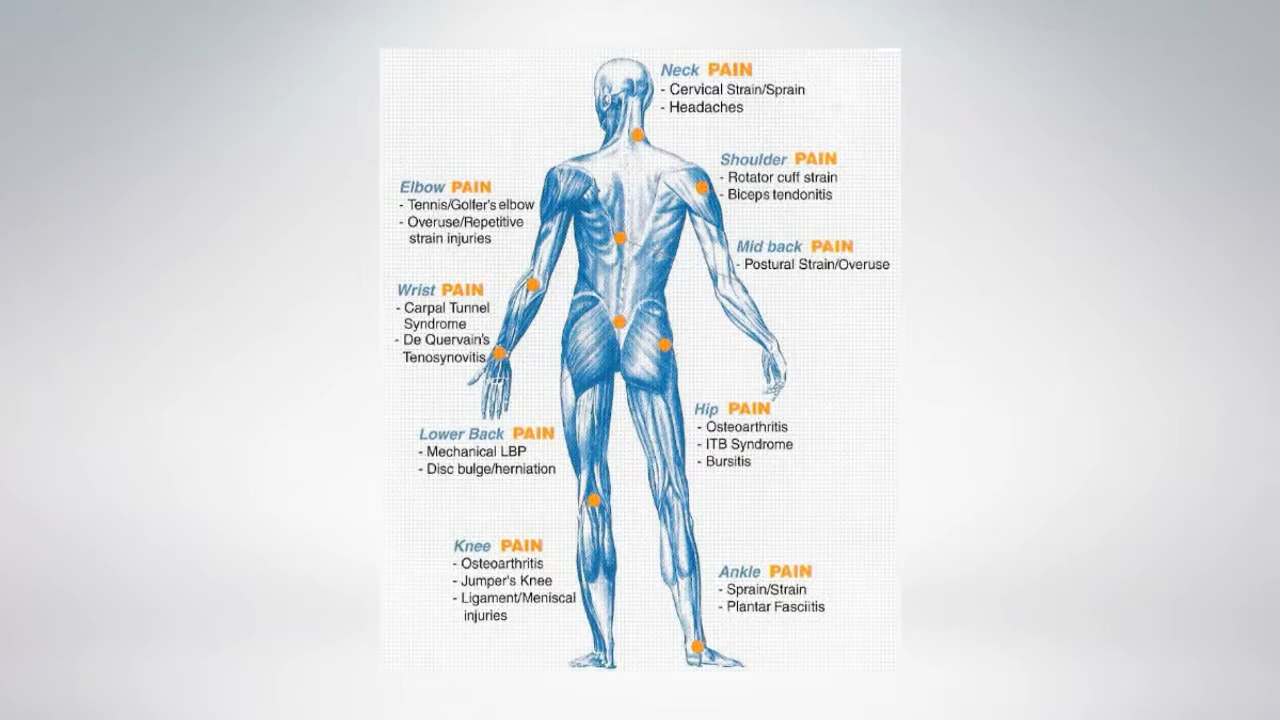 Neck PAIN
- Cervical Strain/Sprain
- Headaches
Shoulder PAIN
- Rotator cuff strain
- Biceps tendonitis
Elbow PAIN
- Tennis/Golfer's elbow
- Overuse/Repetitive
strain injuries
Mid back PAIN
- Postural Strain/Overuse
Wrist PAIN
- Carpal Tunnel
Syndrome
- De Quervain's
Tenosynovitis
Hip PAIN
- Osteoarthritis
- ITB Syndrome
- Bursitis
Lower Back PAIN
- Mechanical LBP
- Disc bulge/herniation
Knee PAIN
- Osteoarthritis
- Jumper's Knee
- Ligament/Meniscal
injuries
Ankle PAIN
- Sprain/Strain
- Plantar Fasciitis